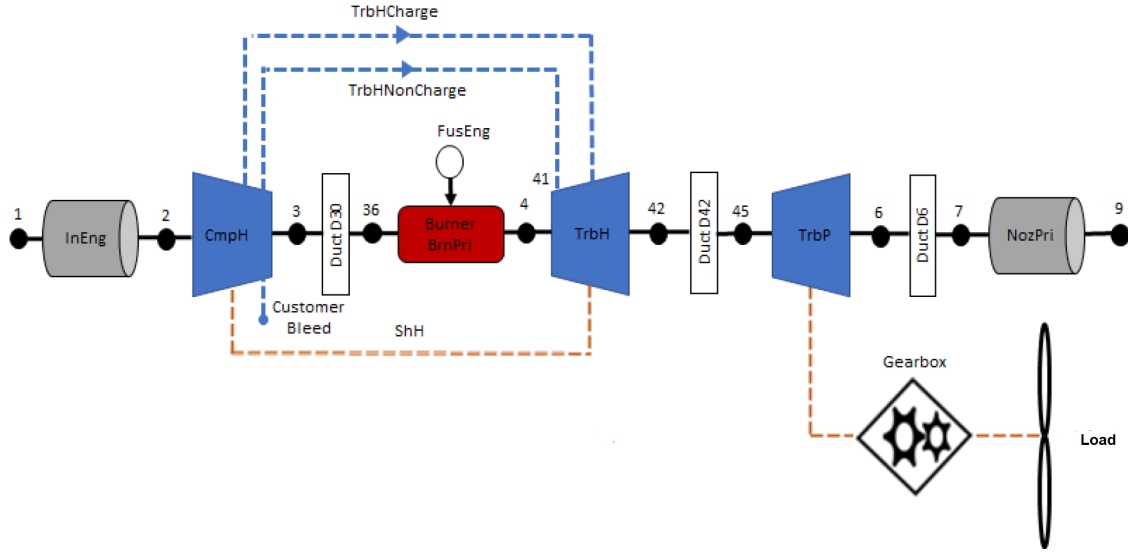 TrbHCharge
TrbHNonCharge
FusEng
1
InEng
2
CmpH
3
Duct D30
36
Burner
BrnPri
4
41
TrbH
42
Duct D42
45
TrbP
6
Duct D6
7
NozPri
9
Customer
Bleed
ShH
Gearbox
Load